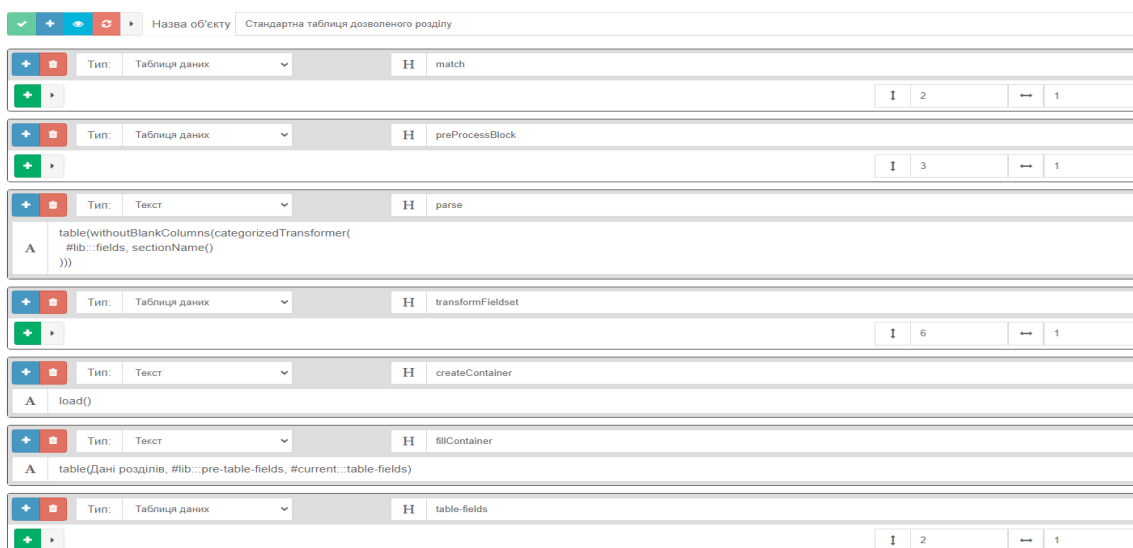 Назва об'єкту Стандартна таблиця дозволеного розділу
Тип: Таблиця даних H match
2 1
Тип: Таблиця даних H preProcessBlock
3 1
Тип: Текст H parse
A table(withoutBlankColumns(categorizedTransformer(
#lib:::fields, sectionName()
)))
Тип: Таблиця даних H transformFieldset
6 1
Тип: Текст H createContainer
A load()
Тип: Текст H fillContainer
A table(Дані розділів, #lib:::pre-table-fields, #current:::table-fields)
Тип: Таблиця даних H table-fields
2 1